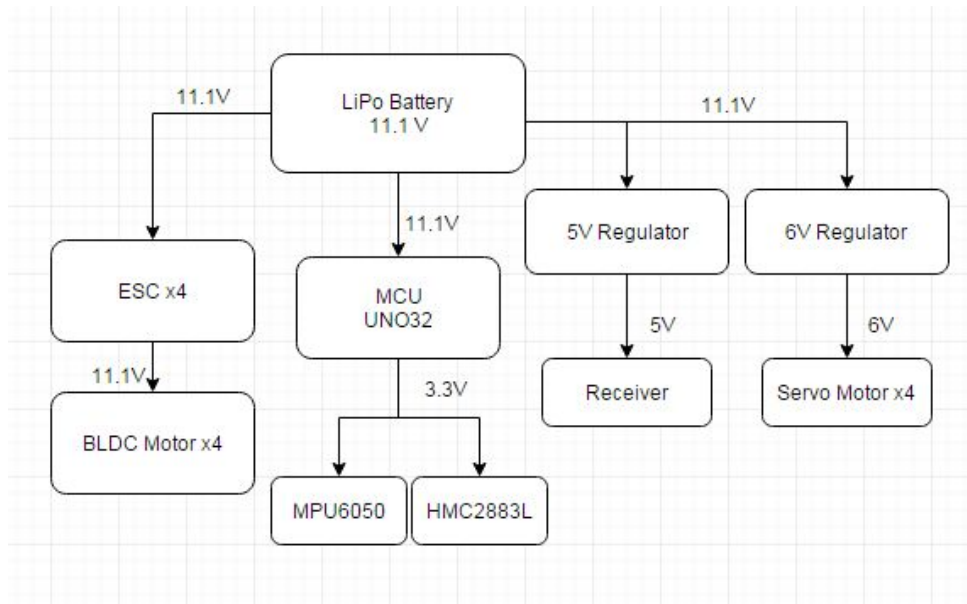 LiPo Battery
11.1 V
11.1V
11.1V
11.1V
5V Regulator
6V Regulator
ESC x4
MCU
UNO32
5V
6V
11.1V
3.3V
Receiver
Servo Motor x4
BLDC Motor x4
MPU6050
HMC2883L